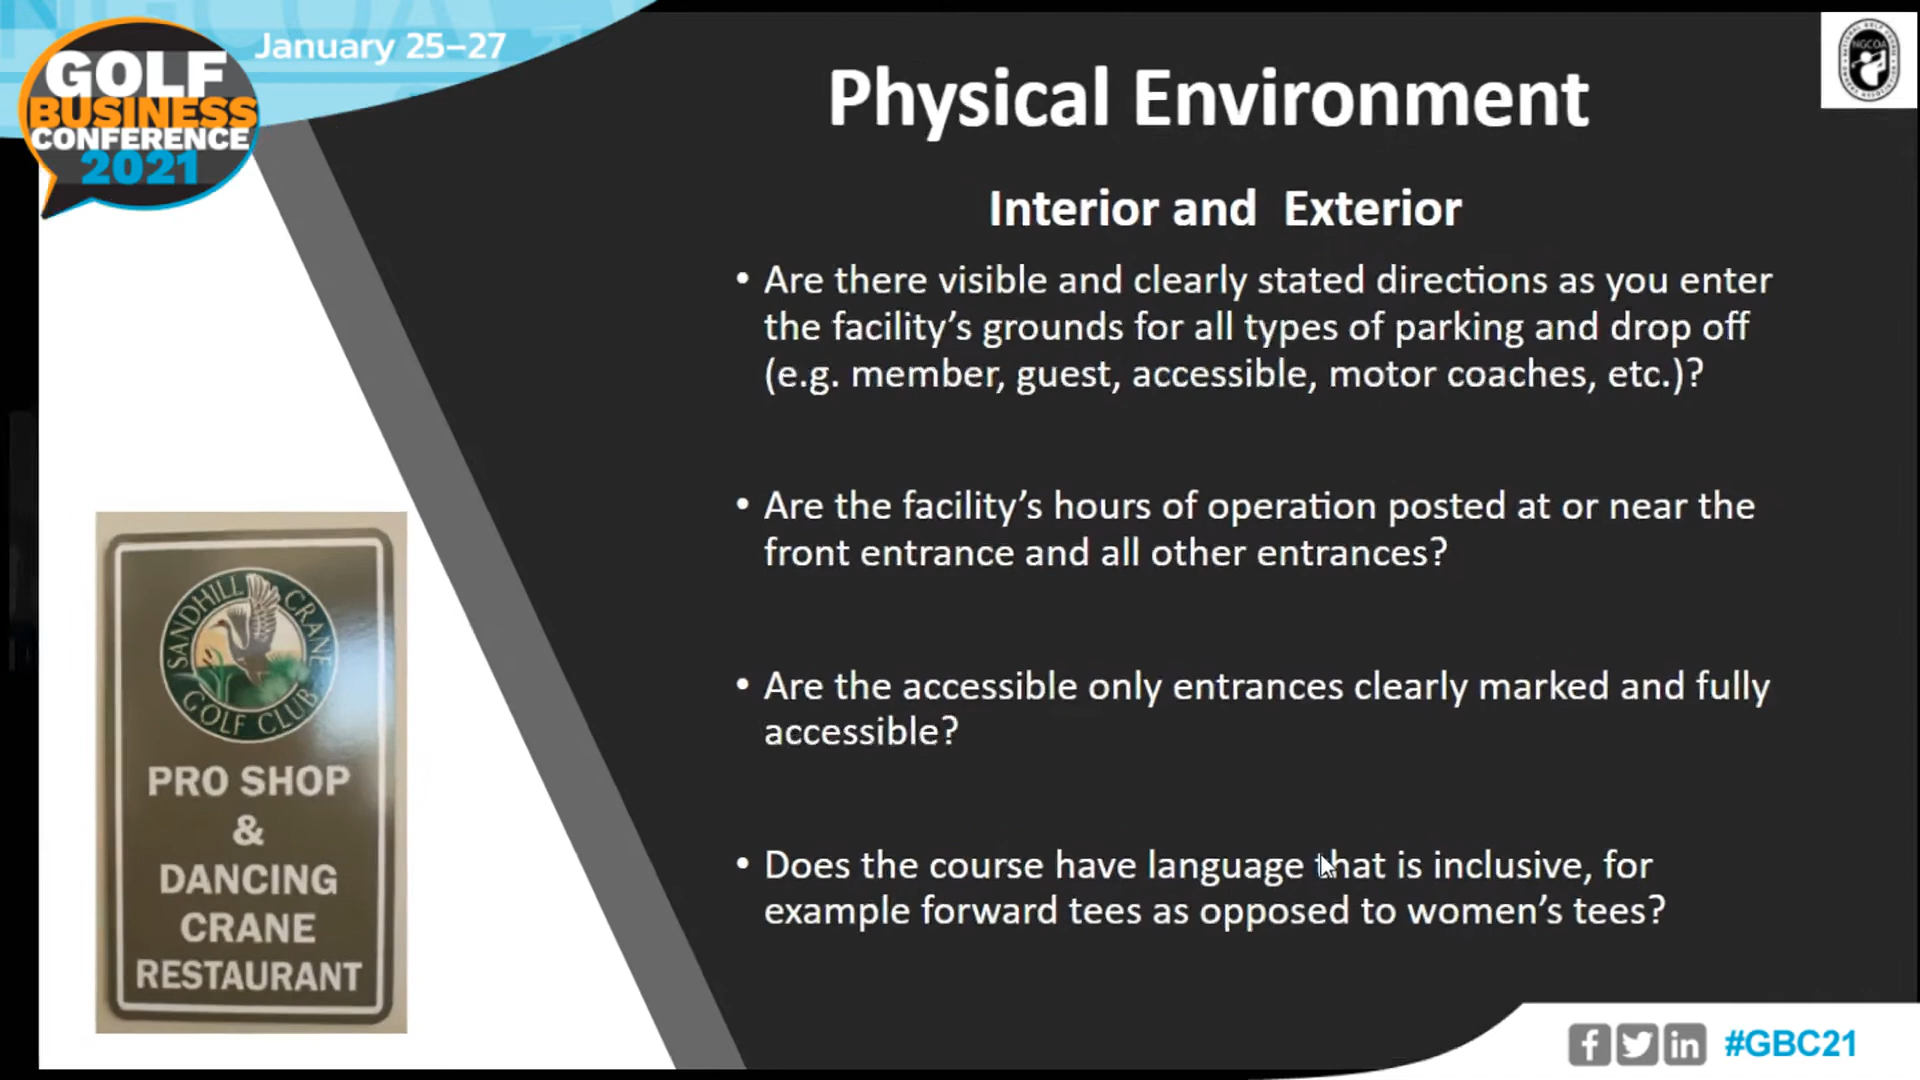 January 25–27
GOLF
BUSINESS
CONFERENCE
2021
NGCOA
Physical Environment
Interior and Exterior
• Are there visible and clearly stated directions as you enter
the facility’s grounds for all types of parking and drop off
(e.g. member, guest, accessible, motor coaches, etc.)?
• Are the facility’s hours of operation posted at or near the
front entrance and all other entrances?
• Are the accessible only entrances clearly marked and fully
accessible?
• Does the course have language that is inclusive, for
example forward tees as opposed to women’s tees?
SANDHILL CRANE
GOLF CLUB
PRO SHOP
&
DANCING
CRANE
RESTAURANT
#GBC21